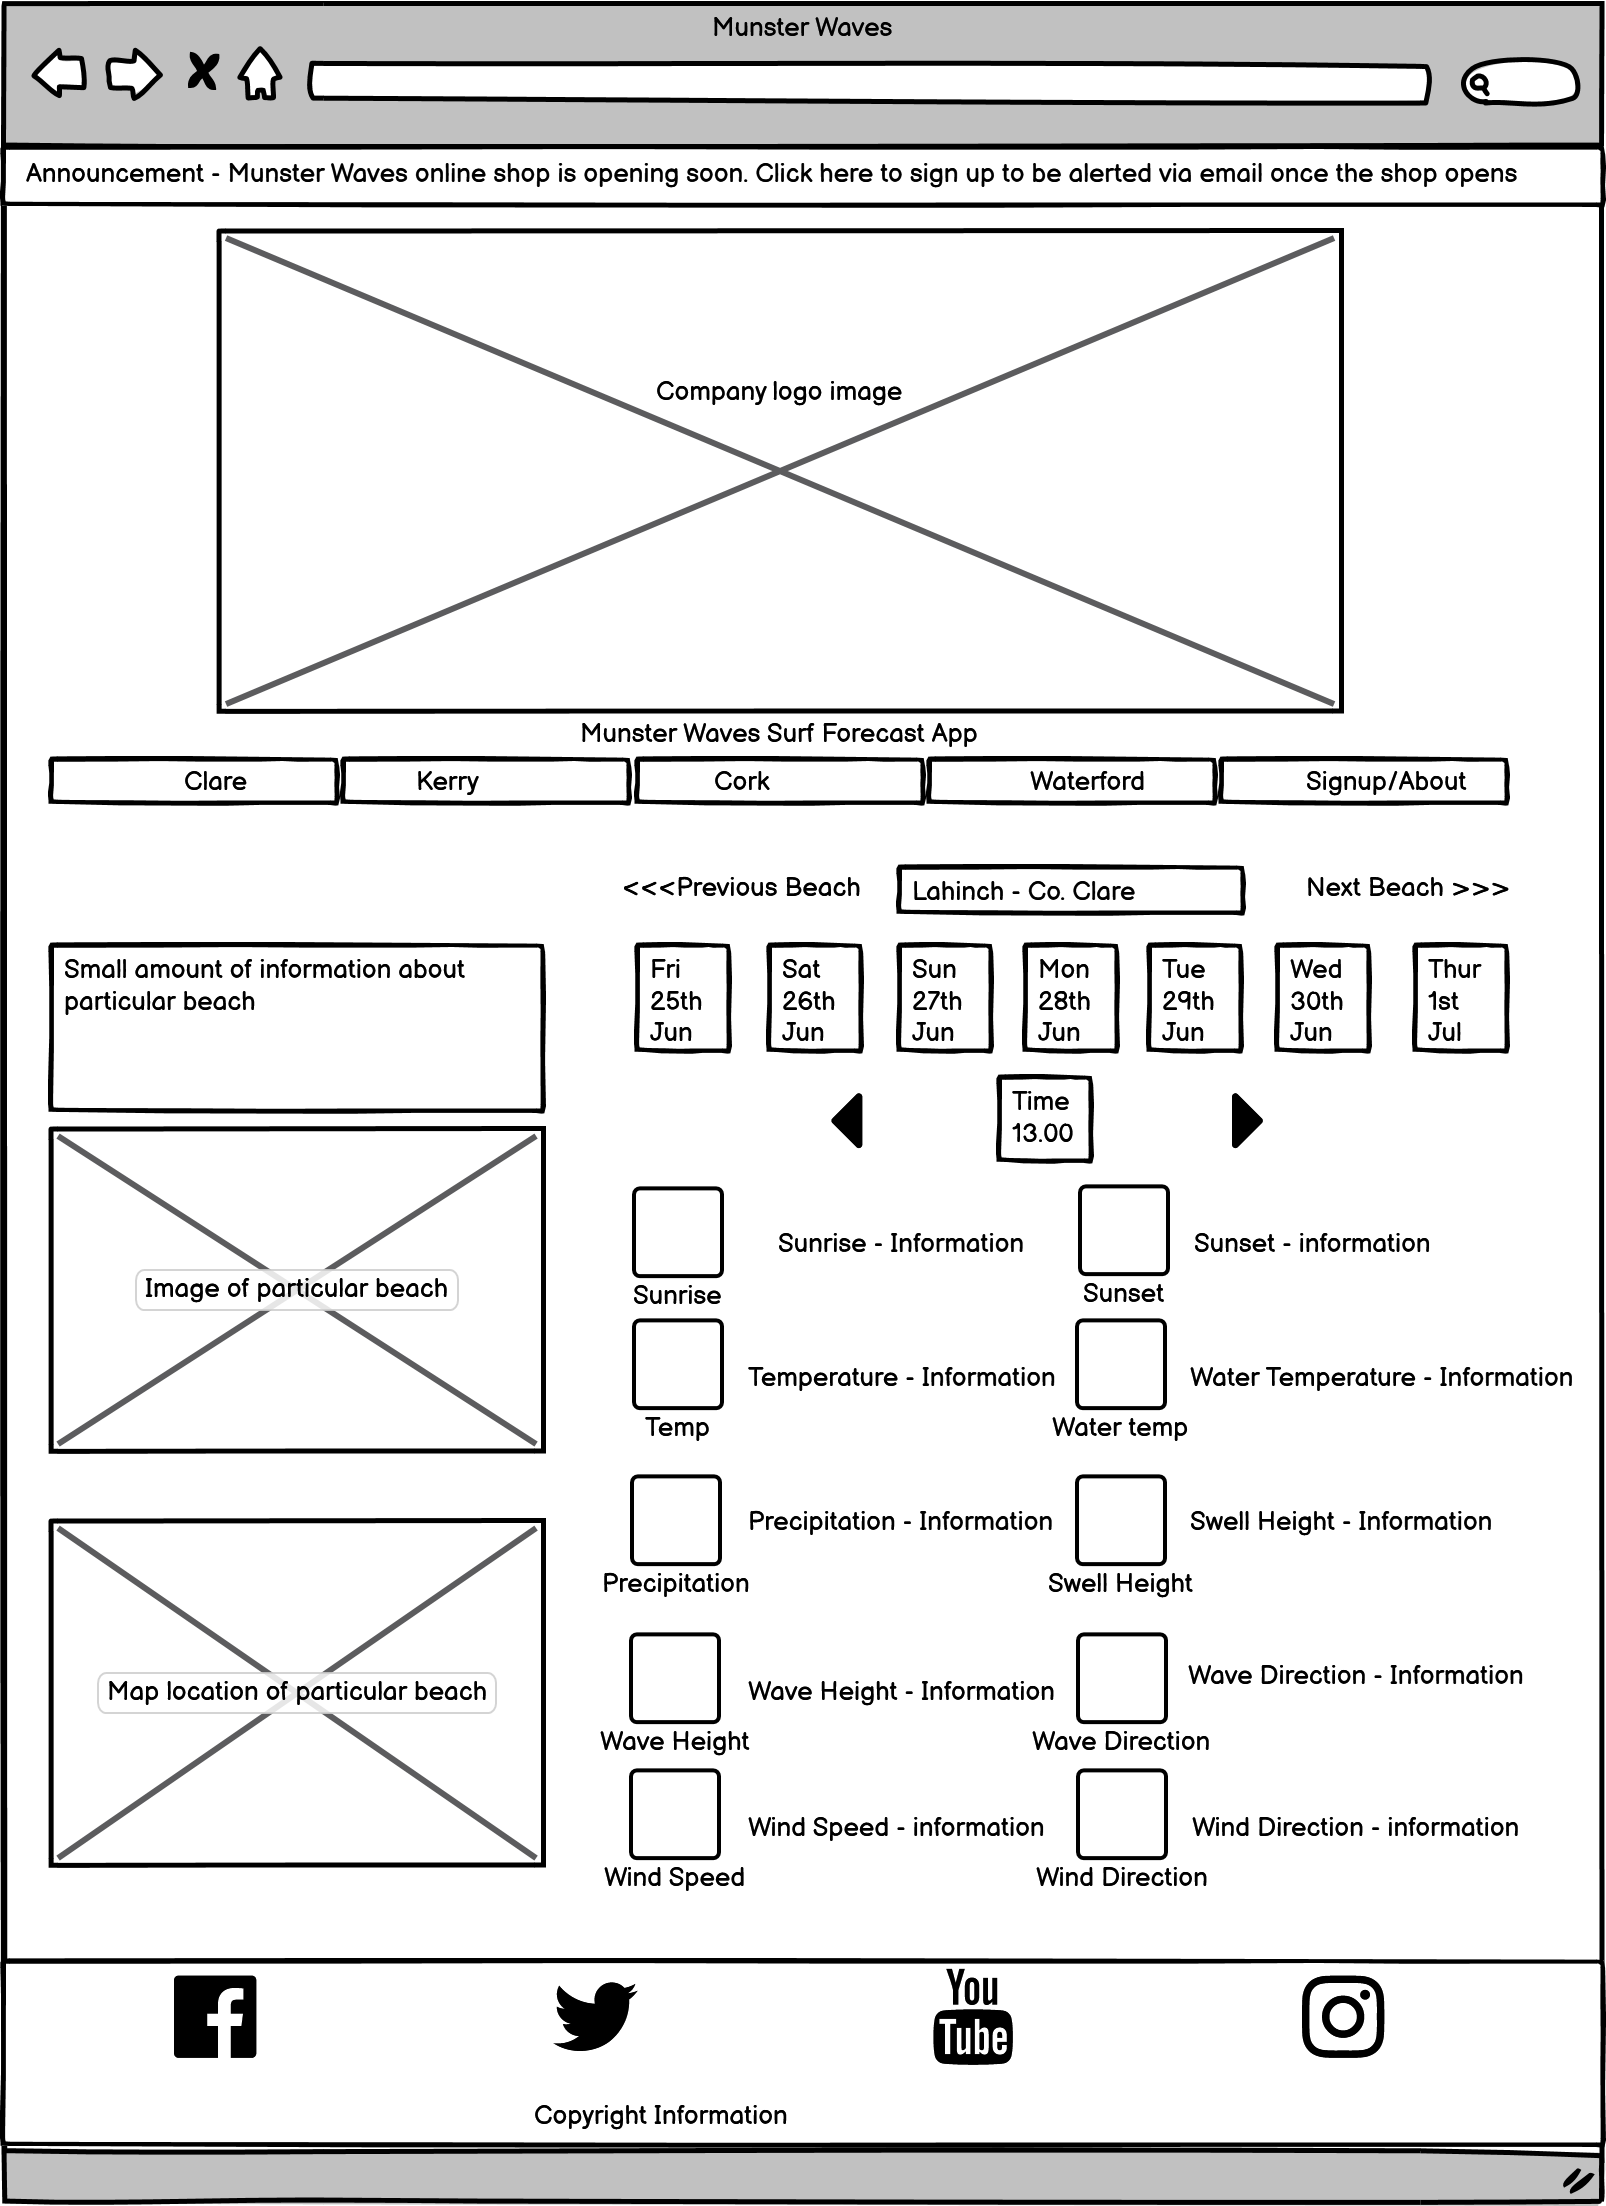 Munster Waves
Announcement - Munster Waves online shop is opening soon. Click here to sign up to be alerted via email once the shop opens
Company logo image
Munster Waves Surf Forecast App
Clare
Kerry
Cork
Waterford
Signup/About
<<<Previous Beach
Lahinch - Co. Clare
Next Beach >>>
Small amount of information about
particular beach
Fri
25th
Jun
Sat
26th
Jun
Sun
27th
Jun
Mon
28th
Jun
Tue
29th
Jun
Wed
30th
Jun
Thur
1st
Jul
Time
13.00
Image of particular beach
Map location of particular beach
Sunrise - Information
Sunrise
Sunset - information
Sunset
Temperature - Information
Temp
Water Temperature - Information
Water temp
Precipitation - Information
Precipitation
Swell Height - Information
Swell Height
Wave Height - Information
Wave Height
Wave Direction - Information
Wave Direction
Wind Speed - information
Wind Speed
Wind Direction - information
Wind Direction
You
Tube
Copyright Information